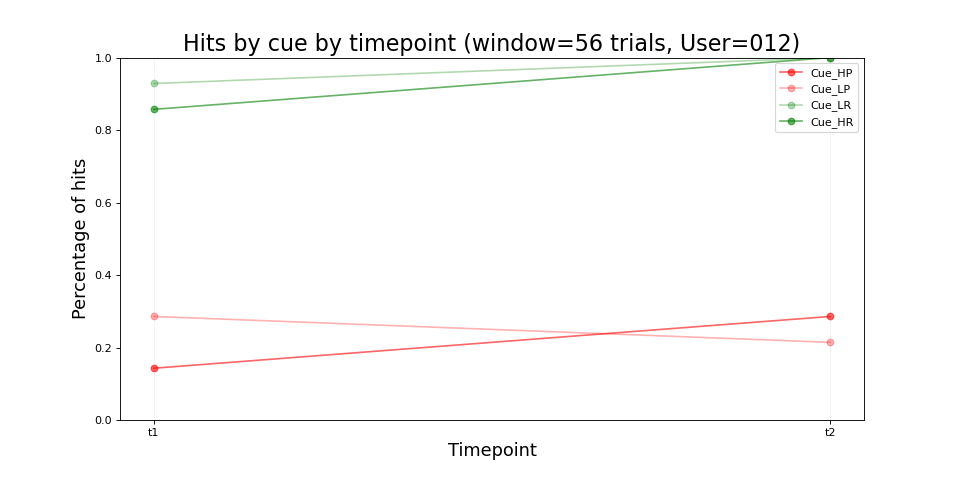 Hits by cue by timepoint (window=56 trials, User=012)
1.0
0.8
0.6
0.4
0.2
0.0
Percentage of hits
Cue_HP
Cue_LP
Cue_LR
Cue_HR
t1
t2
Timepoint